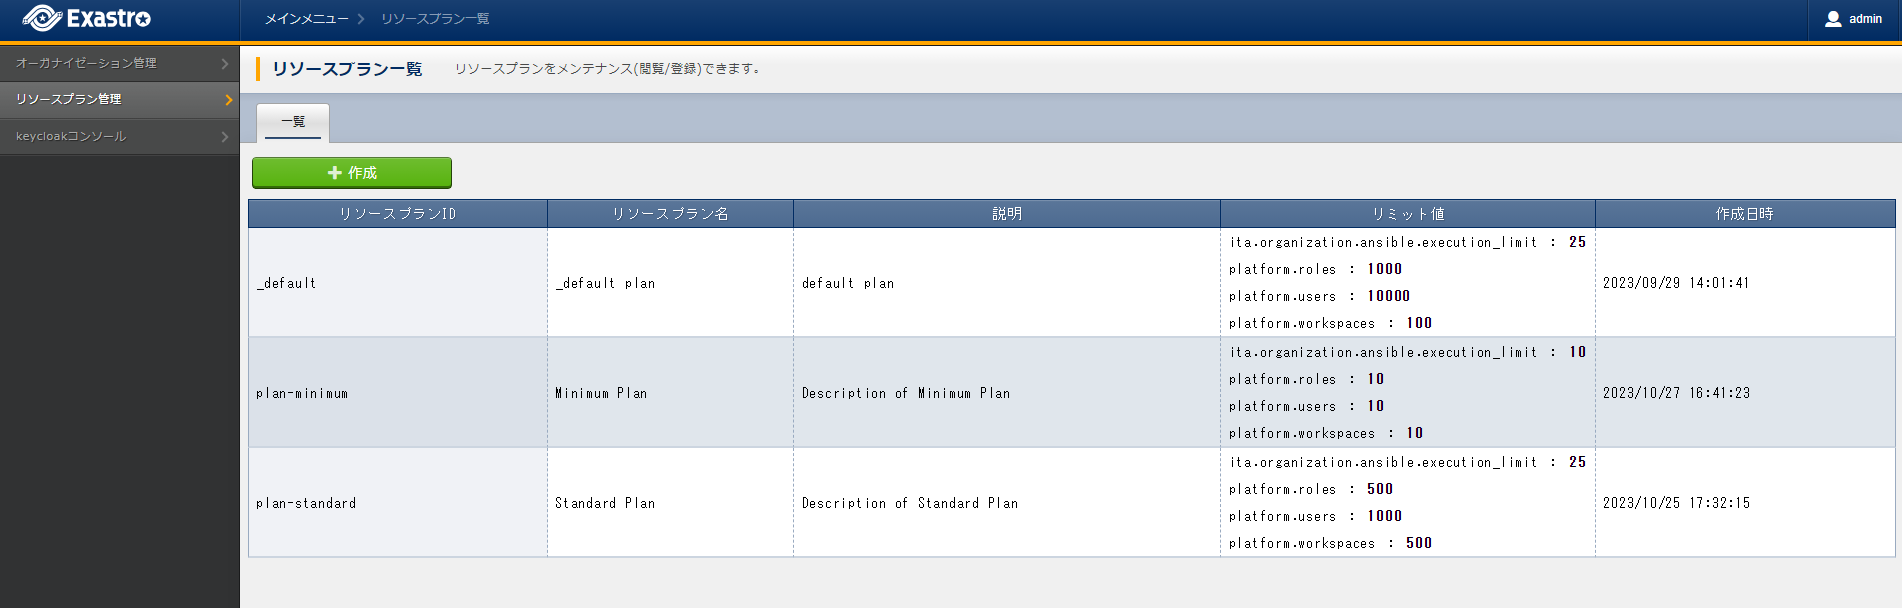 Exastro
メインメニュー
リソースプラン一覧
admin
オーガナイゼーション管理
リソースプラン管理
keycloakコンソール
リソースプラン一覧
リソースプランをメンテナンス(閲覧/登録)できます。
一覧
作成
リソースプランID リソースプラン名 説明 リミット値 作成日時
_default _default plan default plan
ita.organization.ansible.execution_limit : 25
platform.roles : 1000
platform.users : 10000
platform.workspaces : 100
2023/09/29 14:01:41
plan-minimum Minimum Plan Description of Minimum Plan
ita.organization.ansible.execution_limit : 10
platform.roles : 10
platform.users : 10
platform.workspaces : 10
2023/10/27 16:41:23
plan-standard Standard Plan Description of Standard Plan
ita.organization.ansible.execution_limit : 25
platform.roles : 500
platform.users : 1000
platform.workspaces : 500
2023/10/25 17:32:15